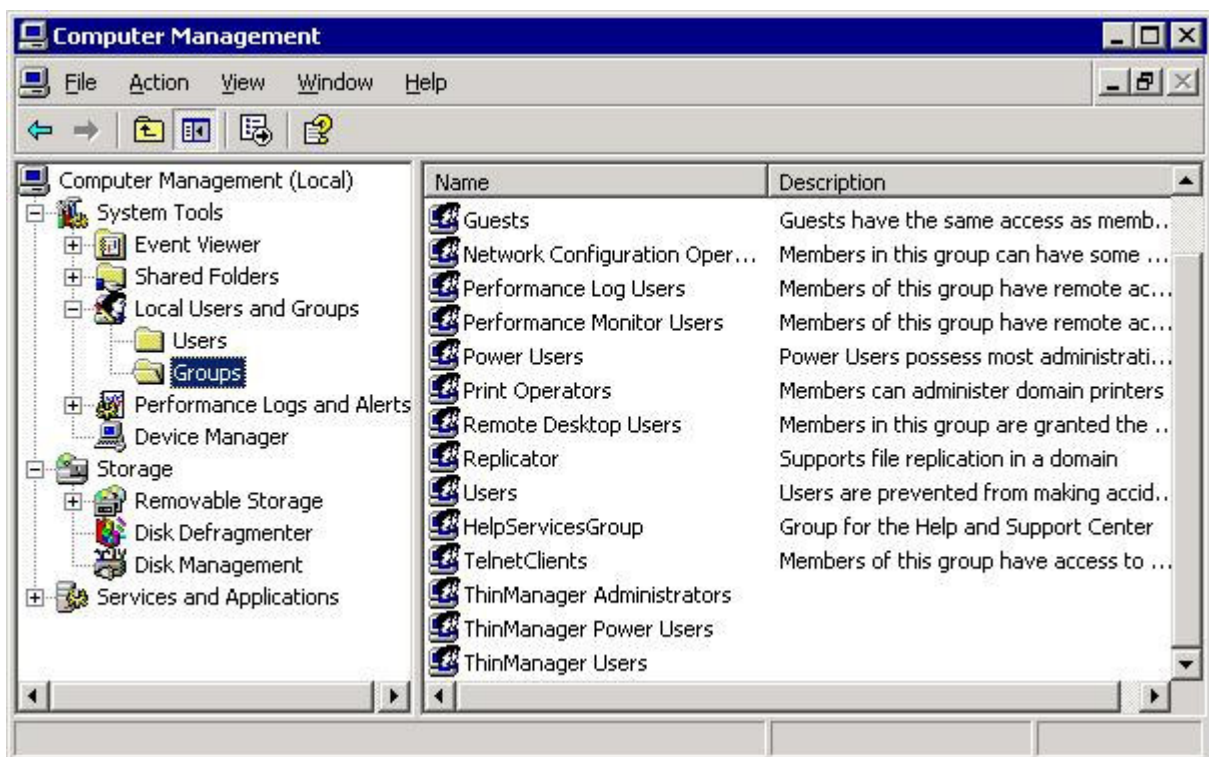 Computer Management
File Action View Window Help
Computer Management (Local)
System Tools
Event Viewer
Shared Folders
Local Users and Groups
Users
Groups
Performance Logs and Alerts
Device Manager
Storage
Removable Storage
Disk Defragmenter
Disk Management
Services and Applications
Name Description
Guests Guests have the same access as memb...
Network Configuration Oper... Members in this group can have some ...
Performance Log Users Members of this group have remote ac...
Performance Monitor Users Members of this group have remote ac...
Power Users Power Users possess most administrati...
Print Operators Members can administer domain printers
Remote Desktop Users Members in this group are granted the ...
Replicator Supports file replication in a domain
Users Users are prevented from making accid...
HelpServicesGroup Group for the Help and Support Center
TelnetClients Members of this group have access to ...
ThinManager Administrators
ThinManager Power Users
ThinManager Users